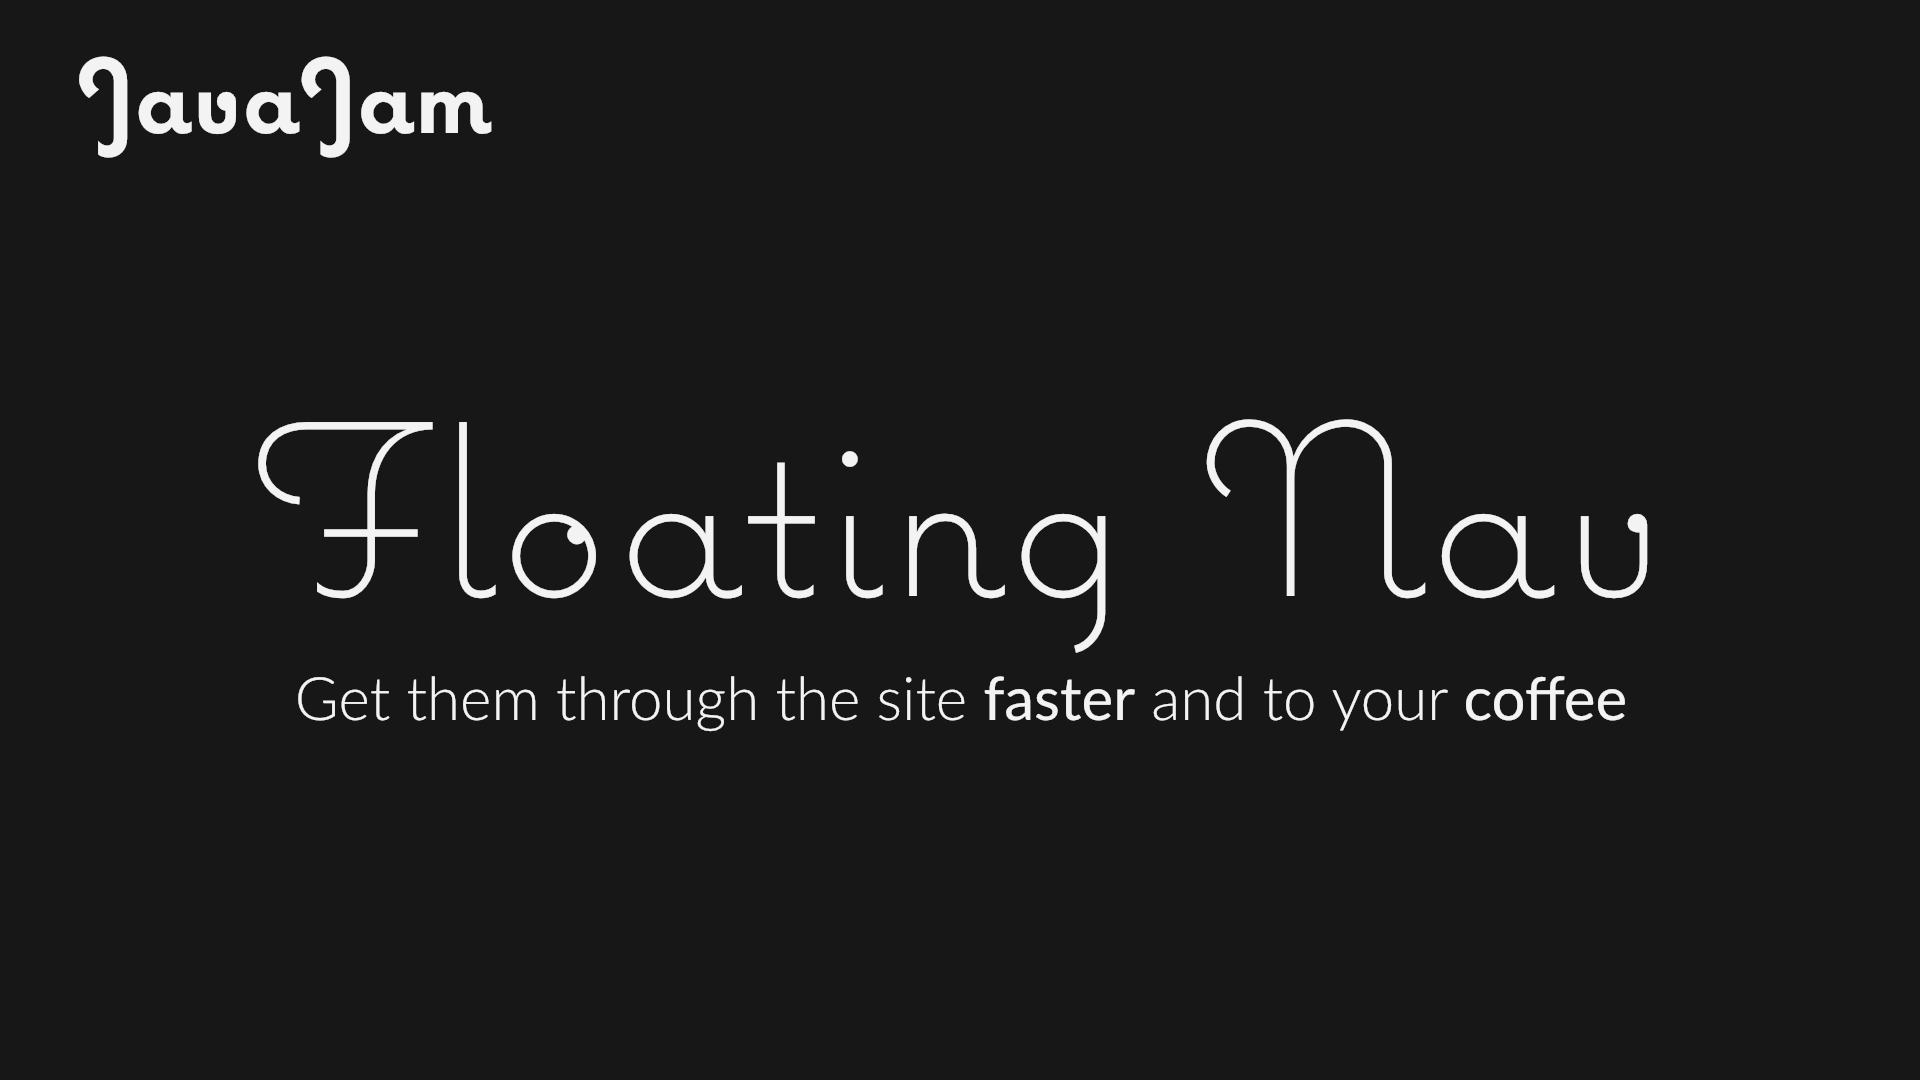 JavaJam
Floating Nav
Get them through the site faster and to your coffee